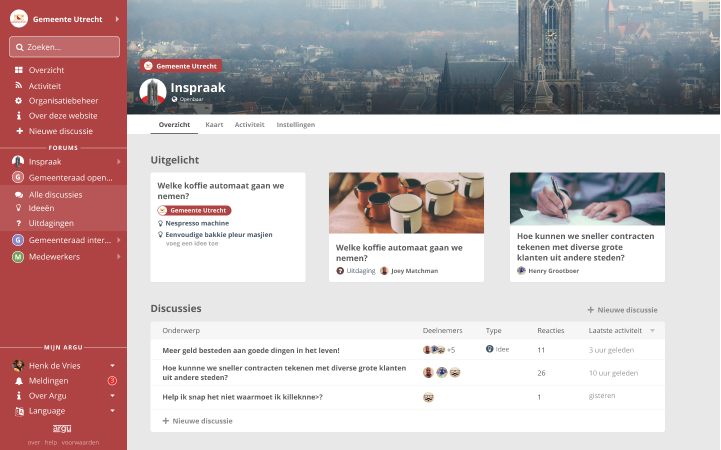 Gemeente Utrecht
Zoeken...
Overzicht
Activiteit
Organisatiebeheer
Over deze website
Nieuwe discussie
FORUMS
Inspraak
G Gemeenteraad open...
Alle discussies
Ideeën
Uitdagingen
G Gemeenteraad inter...
M Medewerkers
MIJN ARGU
Henk de Vries
Meldingen 3
Over Argu
Language
argu
over help voorwaarden
Gemeente Utrecht
Inspraak
Openbaar
Overzicht Kaart Activiteit Instellingen
Uitgelicht
Welke koffie automaat gaan we
nemen?
Gemeente Utrecht
Nespresso machine
Eenvoudige bakkie pleur masjien
voeg een idee toe
Welke koffie automaat gaan we
nemen?
Uitdaging Joey Matchman
Hoe kunnen we sneller contracten
tekenen met diverse grote
klanten uit andere steden?
Henry Grootboer
Discussies
Nieuwe discussie
Onderwerp Deelnemers Type Reacties Laatste activiteit
Meer geld besteden aan goede dingen in het leven! +5 Idee 11 3 uur geleden
Hoe kunnne we sneller contracten tekenen met diverse grote klanten
uit andere steden? 26 10 uur geleden
Help ik snap het niet waarmoet ik killeknne>? 1 gisteren
Nieuwe discussie